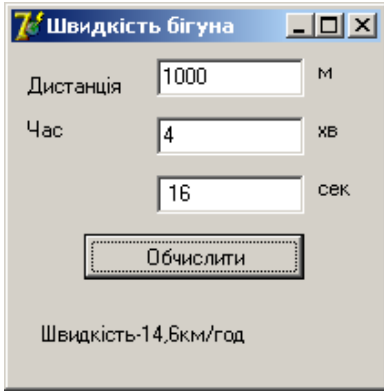 Швидкість бігуна
Дистанція 1000 м
Час 4 хв
16 сек
Обчислити
Швидкість-14,6км/год